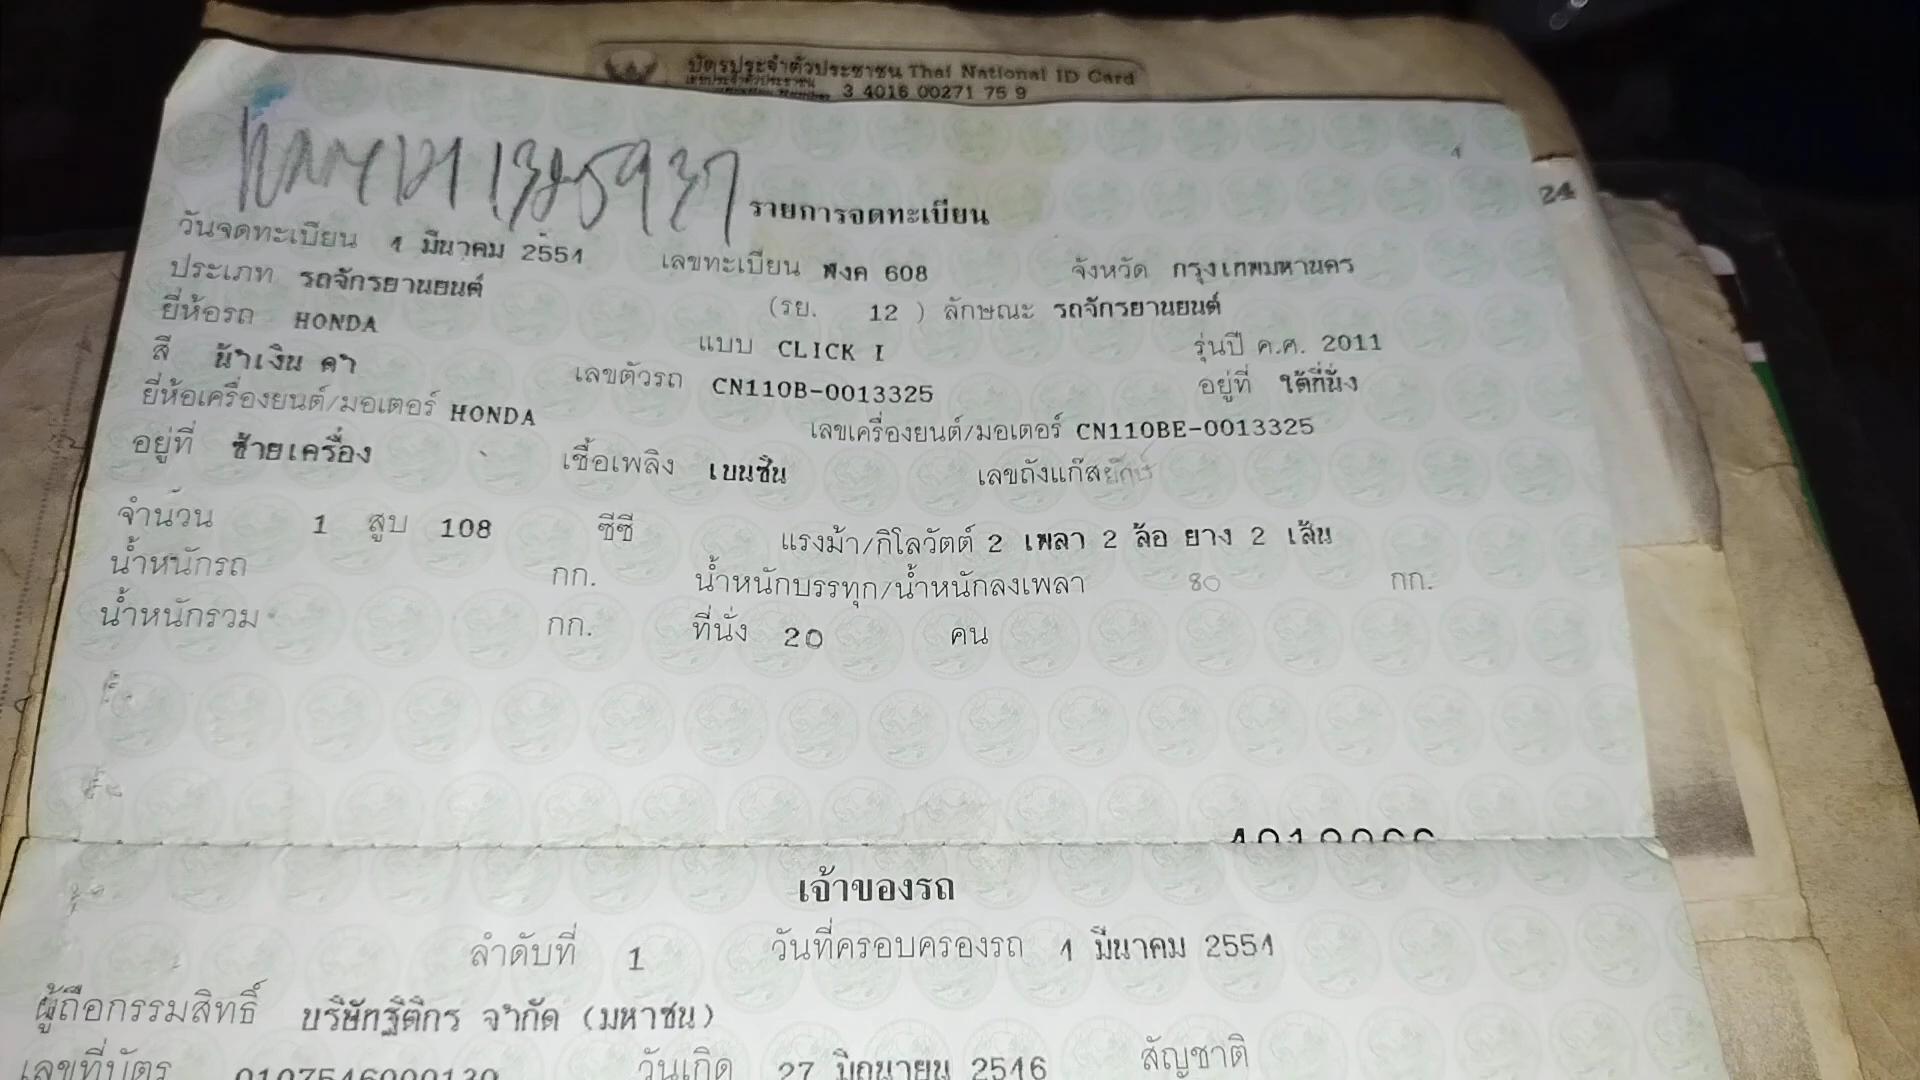 บัตรประจำตัวประชาชน Thai National ID Card
3 4016 00271 75 9
24
รายการจดทะเบียน
วันจดทะเบียน 1 มีนาคม 2551 เลขทะเบียน พงค 608 จังหวัด กรุงเทพมหานคร
ประเภท รถจักรยานยนต์ (รย. 12 ) ลักษณะ รถจักรยานยนต์
ยี่ห้อรถ HONDA แบบ CLICK I รุ่นปี ค.ศ. 2011
สี น้ำเงิน ดำ เลขตัวรถ CN110B-0013325 อยู่ที่ ใต้ที่นั่ง
ยี่ห้อเครื่องยนต์/มอเตอร์ HONDA เลขเครื่องยนต์/มอเตอร์ CN110BE-0013325
อยู่ที่ ซ้ายเครื่อง เชื้อเพลิง เบนซิน เลขถังแก๊ส
จำนวน 1 สูบ 108 ซีซี แรงม้า/กิโลวัตต์ 2 เพลา 2 ล้อ ยาง 2 เส้น
น้ำหนักรถ กก. น้ำหนักบรรทุก/น้ำหนักลงเพลา 80 กก.
น้ำหนักรวม กก. ที่นั่ง 20 คน
เจ้าของรถ
ลำดับที่ 1 วันที่ครอบครองรถ 1 มีนาคม 2551
ผู้ถือกรรมสิทธิ์ บริษัทฐิติกร จำกัด (มหาชน)
เลขที่บัตร วันเกิด 27 มิถุนายน 2546 สัญชาติ